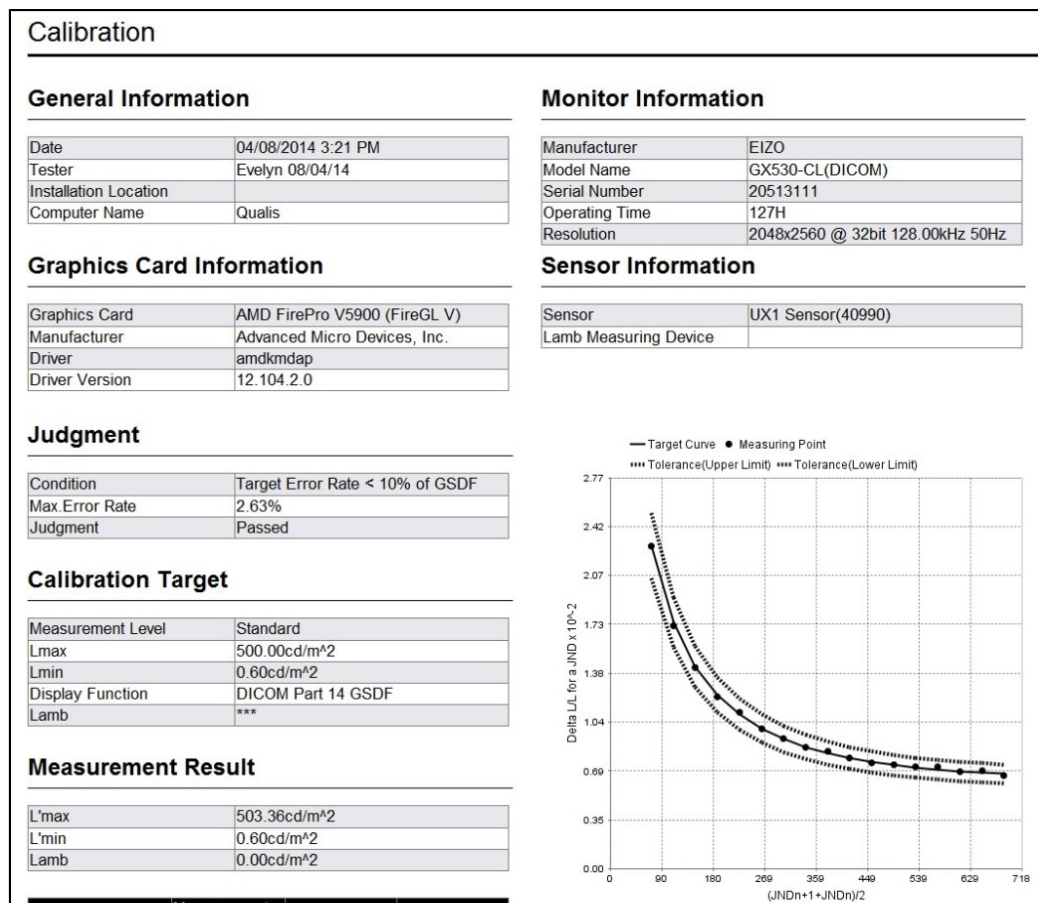 Calibration
General Information
Date 04/08/2014 3:21 PM
Tester Evelyn 08/04/14
Installation Location
Computer Name Qualis
Monitor Information
Manufacturer EIZO
Model Name GX530-CL(DICOM)
Serial Number 20513111
Operating Time 127H
Resolution 2048x2560 @ 32bit 128.00kHz 50Hz
Graphics Card Information
Graphics Card AMD FirePro V5900 (FireGL V)
Manufacturer Advanced Micro Devices, Inc.
Driver amdkmdap
Driver Version 12.104.2.0
Sensor Information
Sensor UX1 Sensor(40990)
Lamb Measuring Device
Judgment
Condition Target Error Rate < 10% of GSDF
Max.Error Rate 2.63%
Judgment Passed
Calibration Target
Measurement Level Standard
Lmax 500.00cd/m^2
Lmin 0.60cd/m^2
Display Function DICOM Part 14 GSDF
Lamb ***
Measurement Result
L'max 503.36cd/m^2
L'min 0.60cd/m^2
Lamb 0.00cd/m^2
Target Curve Measuring Point
Tolerance(Upper Limit) Tolerance(Lower Limit)
2.77
2.42
2.07
1.73
1.38
1.04
0.69
0.35
0.00
Delta L/L for a JND x 10^-2
0 90 180 269 359 449 539 629 718
(JNDn+1+JNDn)/2